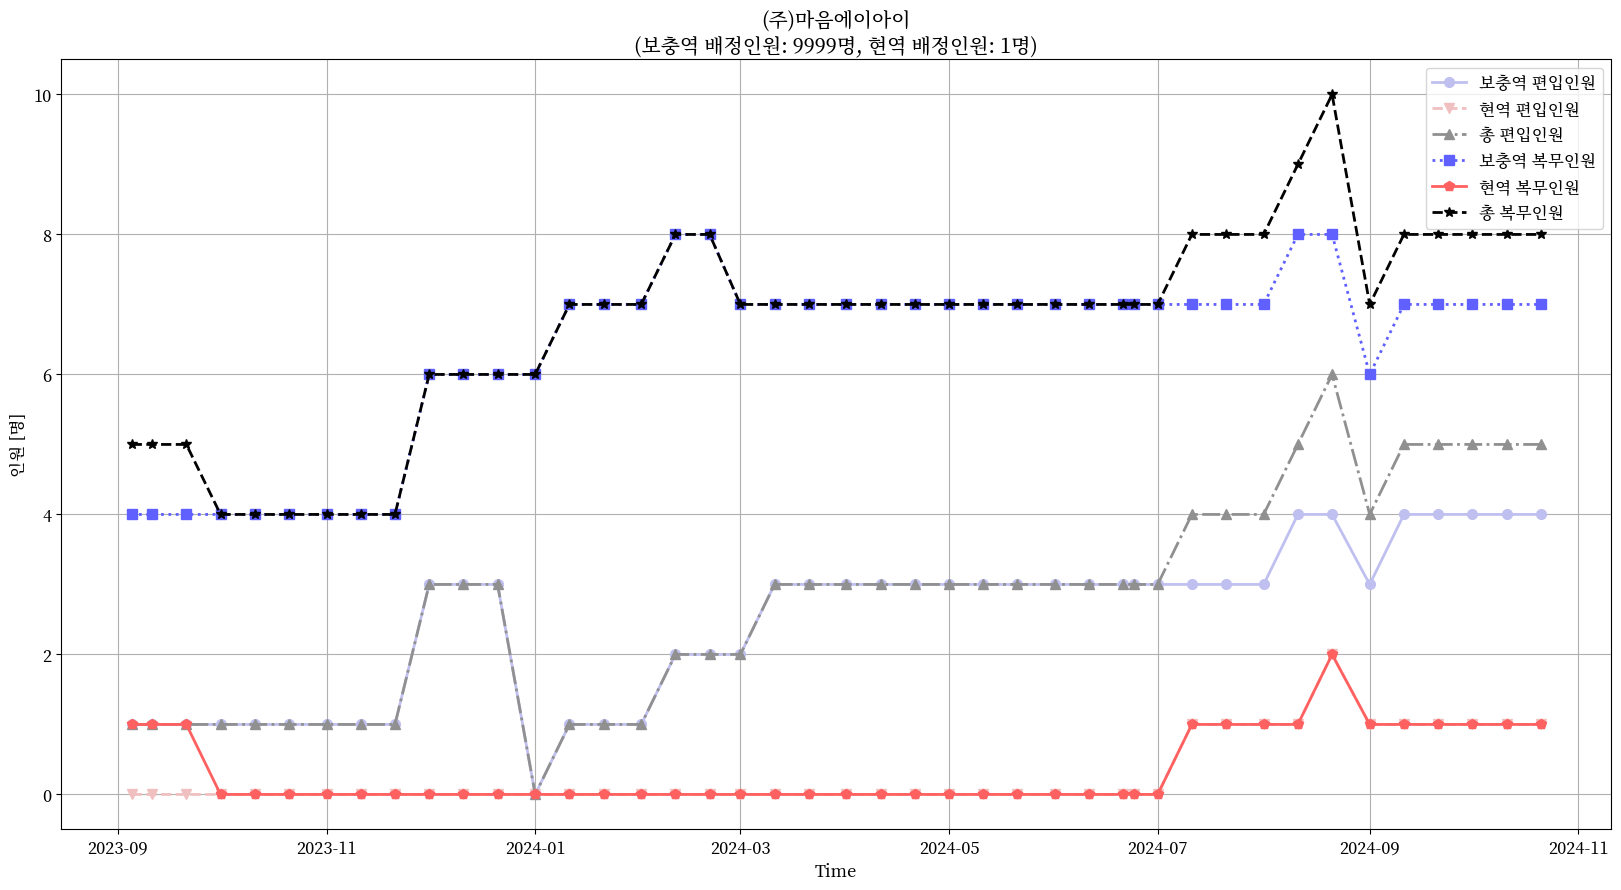 (주)마음에이아이
(보충역 배정인원: 9999명, 현역 배정인원: 1명)
인원 [명]
10
8
6
4
2
0
보충역 편입인원
현역 편입인원
총 편입인원
보충역 복무인원
현역 복무인원
총 복무인원
2023-09 2023-11 2024-01 2024-03 2024-05 2024-07 2024-09 2024-11
Time